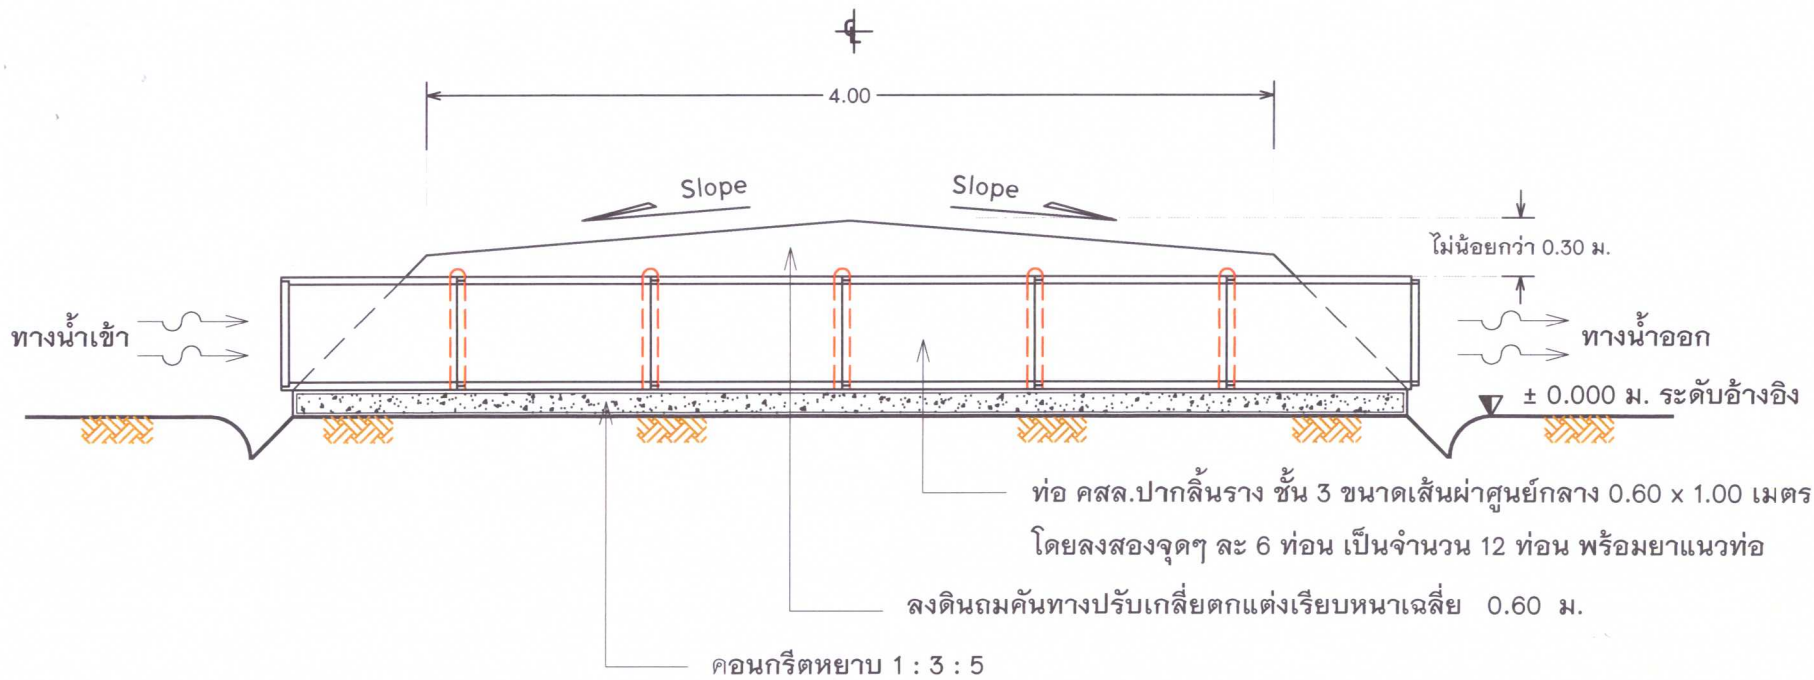 ℄
4.00
Slope
Slope
ไม่น้อยกว่า 0.30 ม.
ทางน้ำเข้า
ทางน้ำออก
± 0.000 ม. ระดับอ้างอิง
ท่อ คสล.ปากลิ้นราง ชั้น 3 ขนาดเส้นผ่าศูนย์กลาง 0.60 x 1.00 เมตร
โดยลงสองจุดๆ ละ 6 ท่อน เป็นจำนวน 12 ท่อน พร้อมยาแนวท่อ
ลงดินถมคันทางปรับเกลี่ยตกแต่งเรียบหนาเฉลี่ย 0.60 ม.
คอนกรีตหยาบ 1 : 3 : 5